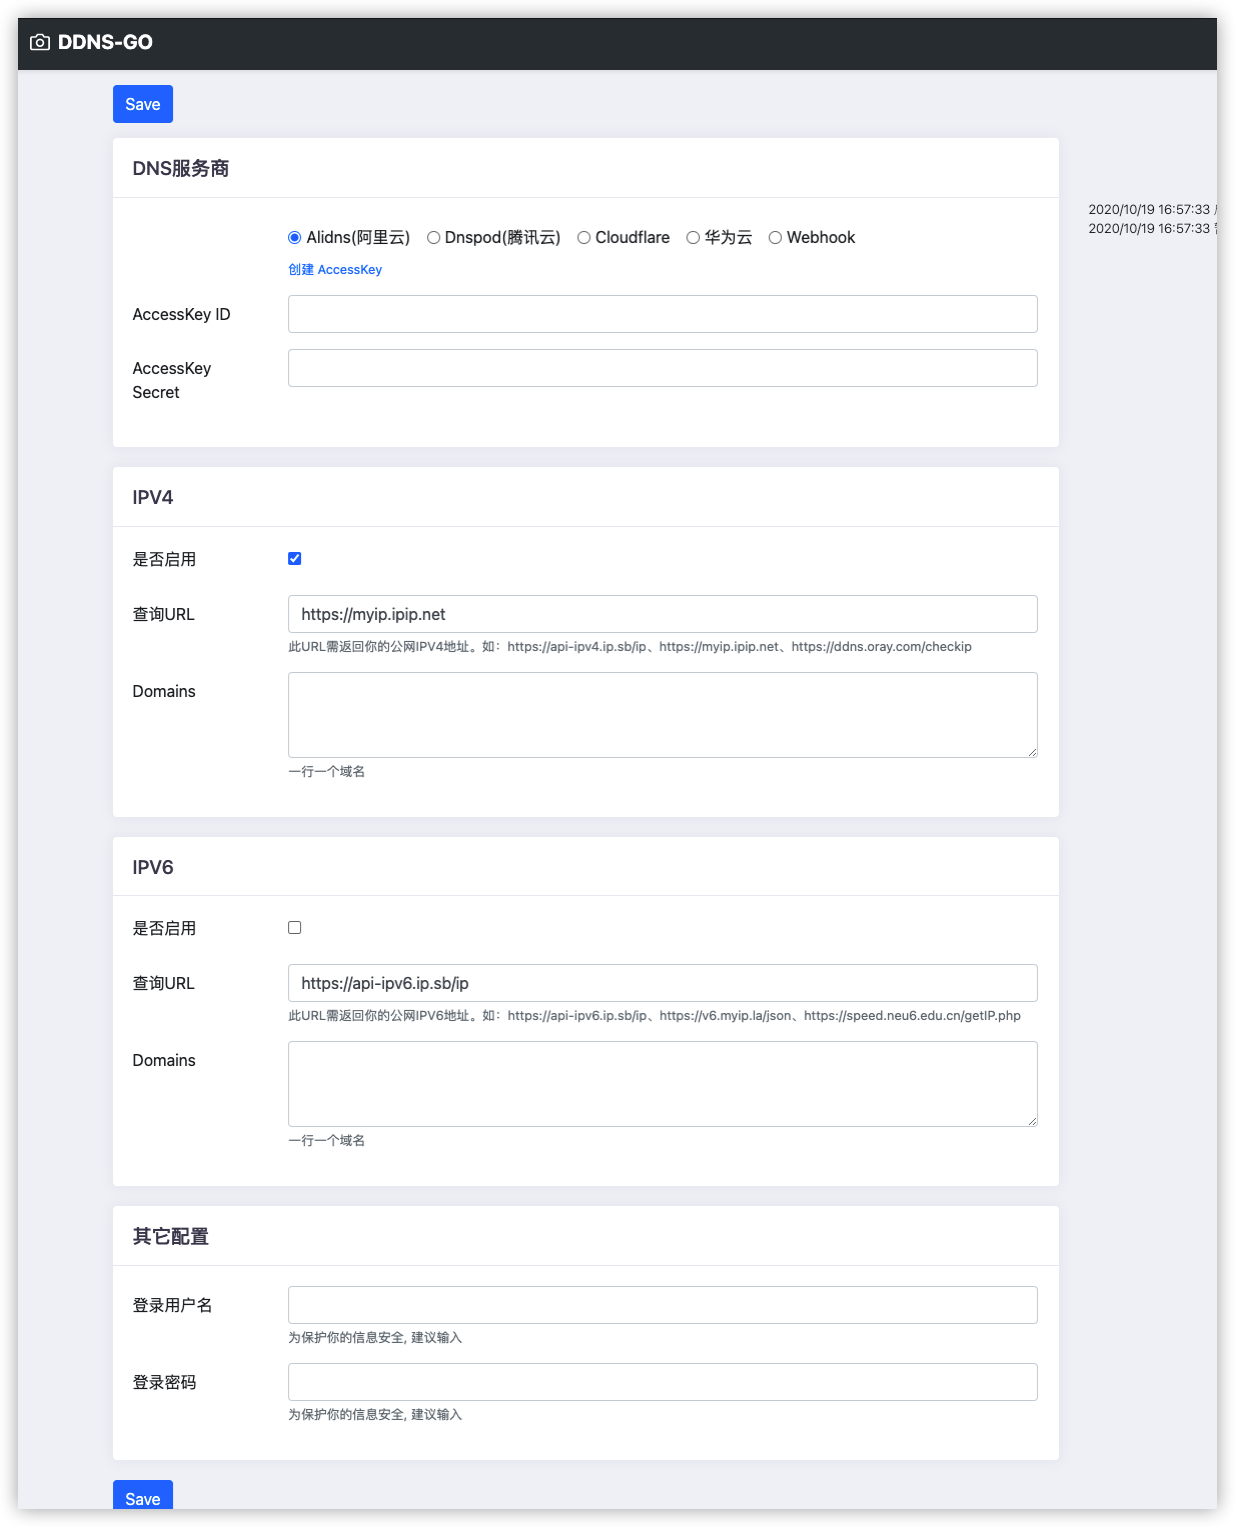 DDNS-GO
Save
DNS服务商
Alidns(阿里云) Dnspod(腾讯云) Cloudflare 华为云 Webhook
创建 AccessKey
AccessKey ID
AccessKey
Secret
2020/10/19 16:57:33
2020/10/19 16:57:33
IPV4
是否启用
查询URL
https://myip.ipip.net
此URL需返回你的公网IPV4地址。如：https://api-ipv4.ip.sb/ip、https://myip.ipip.net、https://ddns.oray.com/checkip
Domains
一行一个域名
IPV6
是否启用
查询URL
https://api-ipv6.ip.sb/ip
此URL需返回你的公网IPV6地址。如：https://api-ipv6.ip.sb/ip、https://v6.myip.la/json、https://speed.neu6.edu.cn/getIP.php
Domains
一行一个域名
其它配置
登录用户名
为保护你的信息安全, 建议输入
登录密码
为保护你的信息安全, 建议输入
Save